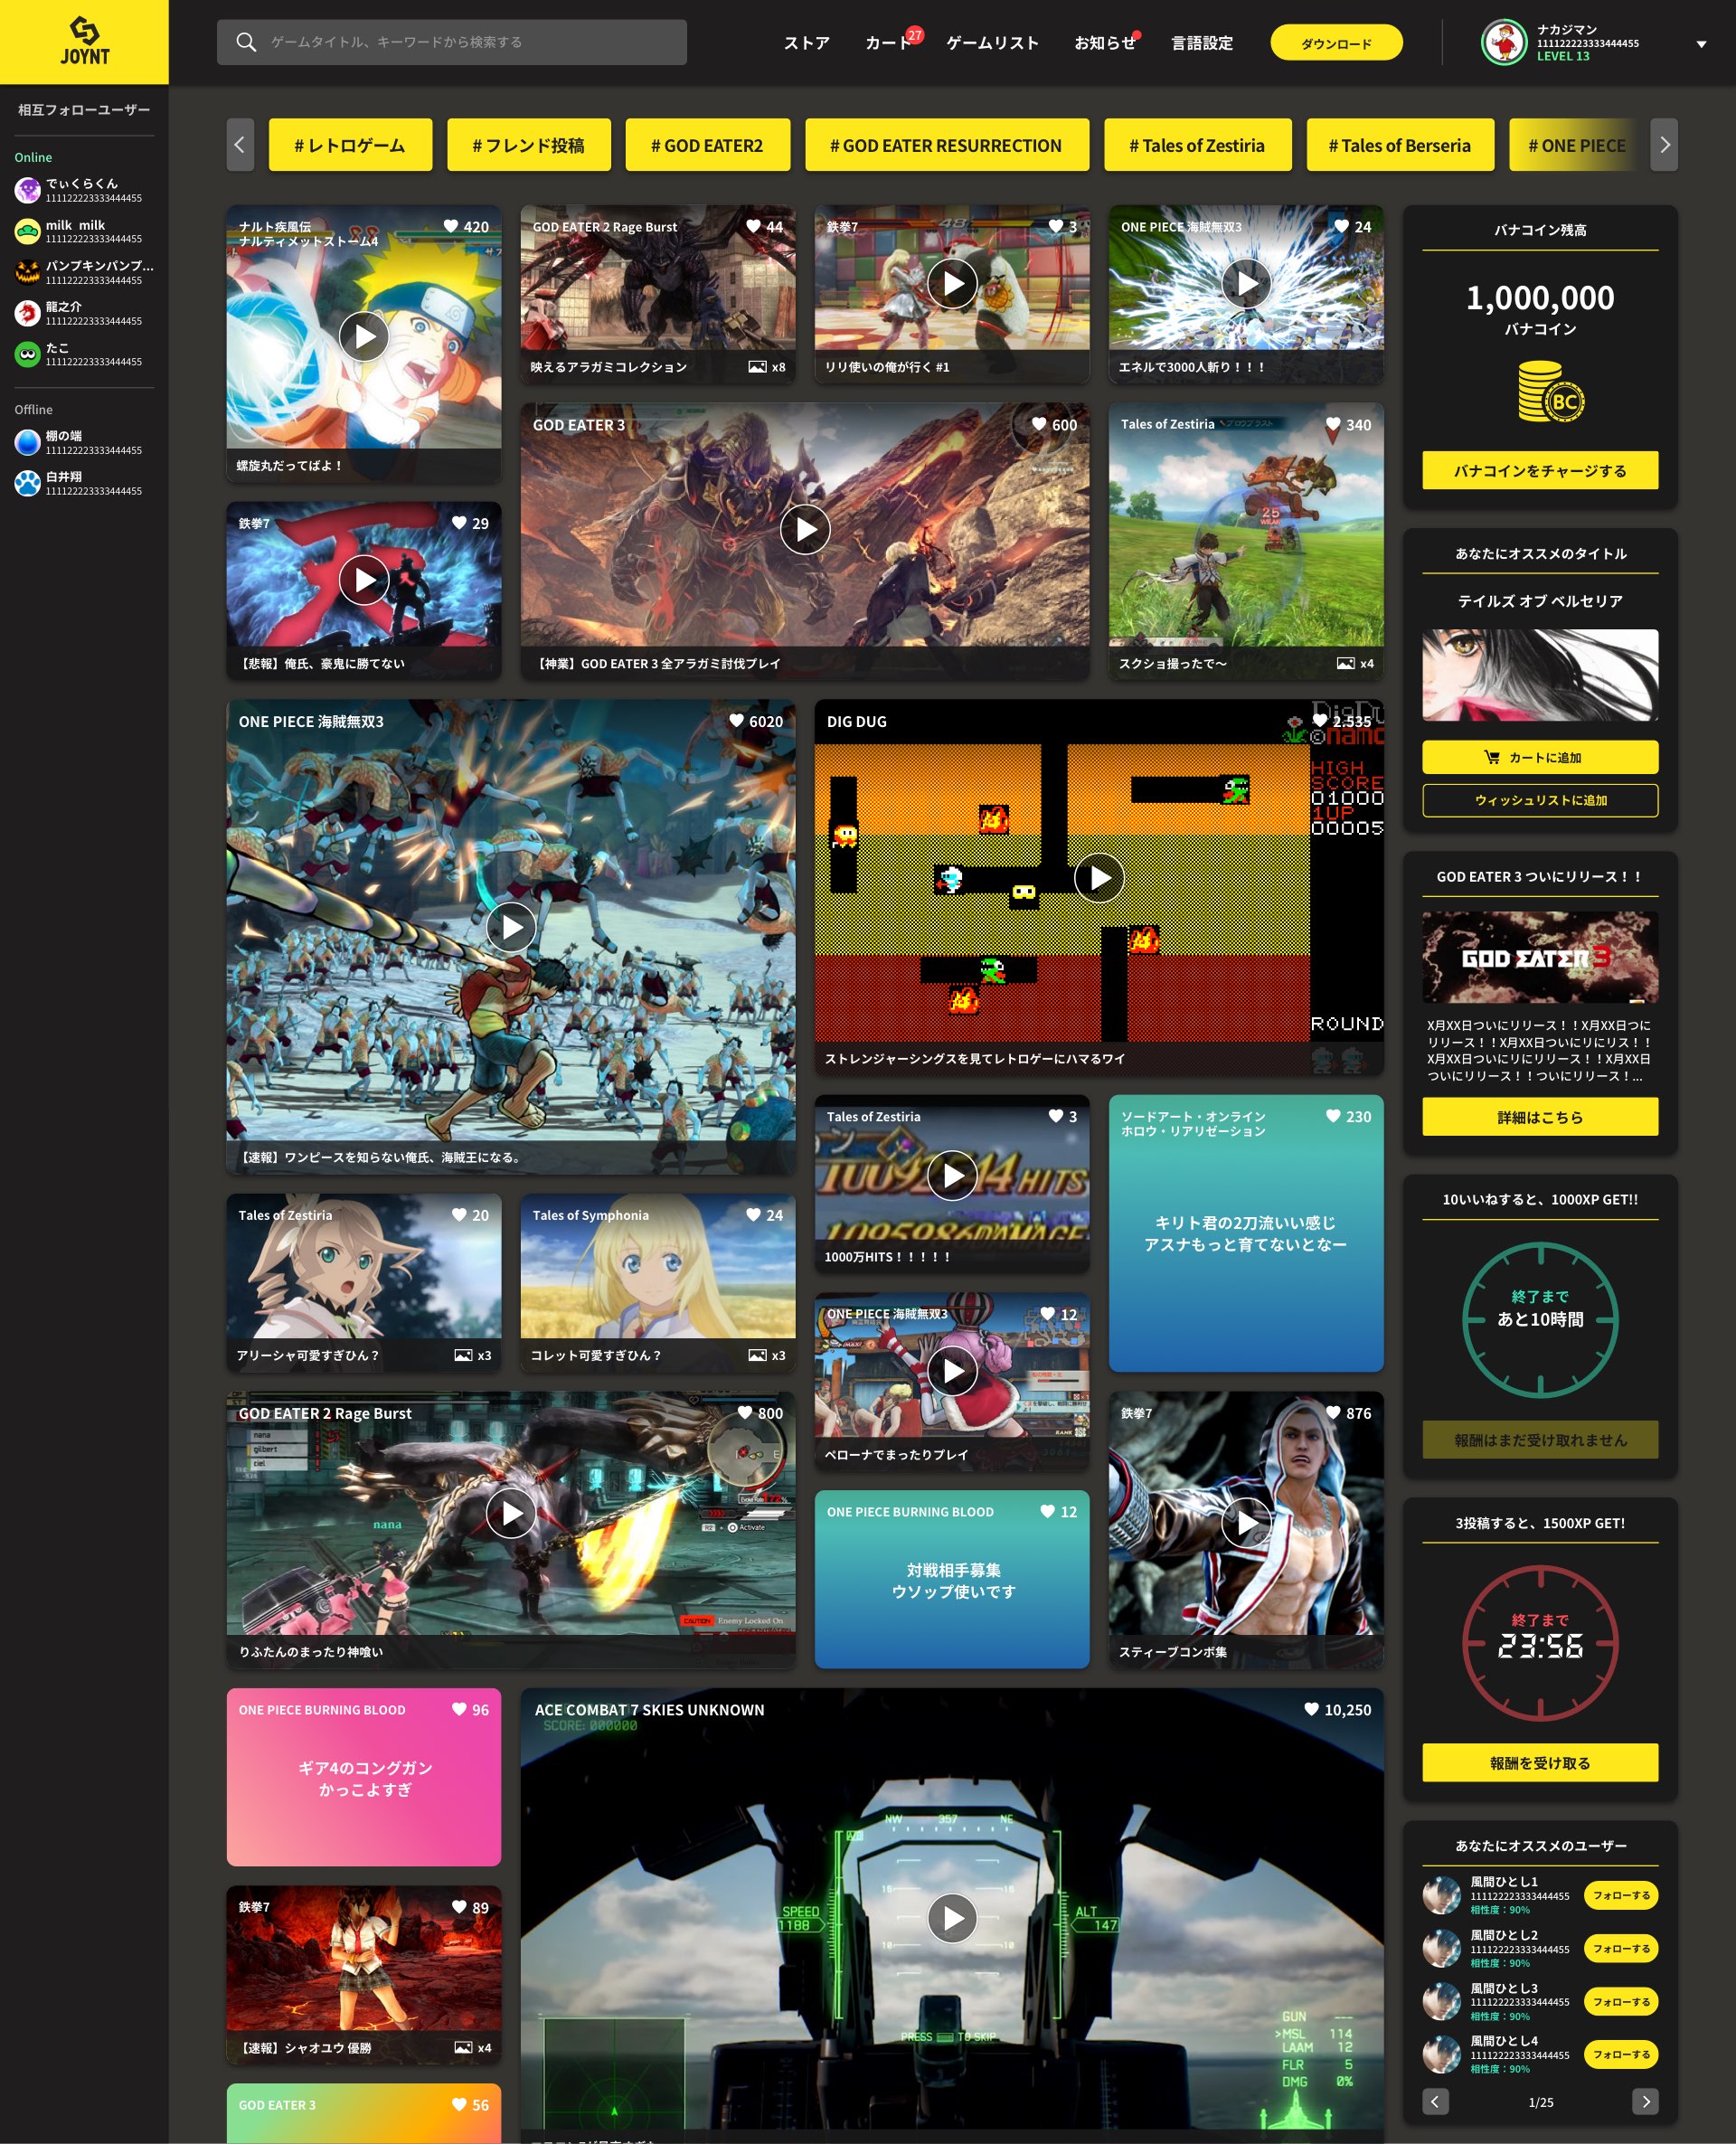 JOYNT
ゲームタイトル、キーワードから検索する
ストア
カート
27
ゲームリスト
お知らせ
言語設定
ダウンロード
ナカジマン
111122223333444455
LEVEL 13
相互フォローユーザー
Online
でぃくらくん
111122223333444455
milk milk
111122223333444455
パンプキンパンプ...
111122223333444455
龍之介
111122223333444455
たこ
111122223333444455
Offline
棚の端
111122223333444455
白井翔
111122223333444455
# レトロゲーム
# フレンド投稿
# GOD EATER2
# GOD EATER RESURRECTION
# Tales of Zestiria
# Tales of Berseria
# ONE PIECE
ナルト疾風伝
ナルティメットストーム4
420
螺旋丸だってばよ！
GOD EATER 2 Rage Burst
44
映えるアラガミコレクション
x8
鉄拳7
3
リリ使いの俺が行く #1
ONE PIECE 海賊無双3
24
エネルで3000人斬り！！！
鉄拳7
29
【悲報】俺氏、豪鬼に勝てない
GOD EATER 3
600
【神業】GOD EATER 3 全アラガミ討伐プレイ
Tales of Zestiria
340
25
WEAK
スクショ撮ったで〜
x4
ONE PIECE 海賊無双3
6020
【速報】ワンピースを知らない俺氏、海賊王になる。
DIG DUG
2.535
HIGH
SCORE
01000
1UP
00005
ROUND
ストレンジャーシングスを見てレトロゲーにハマるワイ
Tales of Zestiria
3
HITS
DAMAGE
1000万HITS！！！！！
ソードアート・オンライン
ホロウ・リアリゼーション
230
キリト君の2刀流いい感じ
アスナもっと育てないとなー
Tales of Zestiria
20
アリーシャ可愛すぎひん？
x3
Tales of Symphonia
24
コレット可愛すぎひん？
x3
ONE PIECE 海賊無双3
12
ペローナでまったりプレイ
GOD EATER 2 Rage Burst
800
nana
gilbert
ciel
nana
Activate
CAUTION Enemy Locked On
りふたんのまったり神喰い
ONE PIECE BURNING BLOOD
12
対戦相手募集
ウソップ使いです
鉄拳7
876
スティーブコンボ集
ONE PIECE BURNING BLOOD
96
ギア4のコングガン
かっこよすぎ
ACE COMBAT 7 SKIES UNKNOWN
10,250
SCORE: 000000
NW 357 NE
SPEED
1188
ALT
147
PRESS TO SKIP
GUN
>MSL 114
LAAM 12
FLR 5
DMG 0%
鉄拳7
89
【速報】シャオユウ 優勝
x4
GOD EATER 3
56
バナコイン残高
1,000,000
バナコイン
BC
バナコインをチャージする
あなたにオススメのタイトル
テイルズ オブ ベルセリア
カートに追加
ウィッシュリストに追加
GOD EATER 3 ついにリリース！！
GOD EATER 3
X月XX日ついにリリース！！X月XX日つに
リリース！！X月XX日ついにリにリス！！
X月XX日ついにリにリリース！！X月XX日
ついにリリース！！ついにリリース！...
詳細はこちら
10いいねすると、1000XP GET!!
終了まで
あと10時間
報酬はまだ受け取れません
3投稿すると、1500XP GET!
終了まで
23:56
報酬を受け取る
あなたにオススメのユーザー
風間ひとし1
111122223333444455
相性度：90%
フォローする
風間ひとし2
111122223333444455
相性度：90%
フォローする
風間ひとし3
111122223333444455
相性度：90%
フォローする
風間ひとし4
111122223333444455
相性度：90%
フォローする
1/25